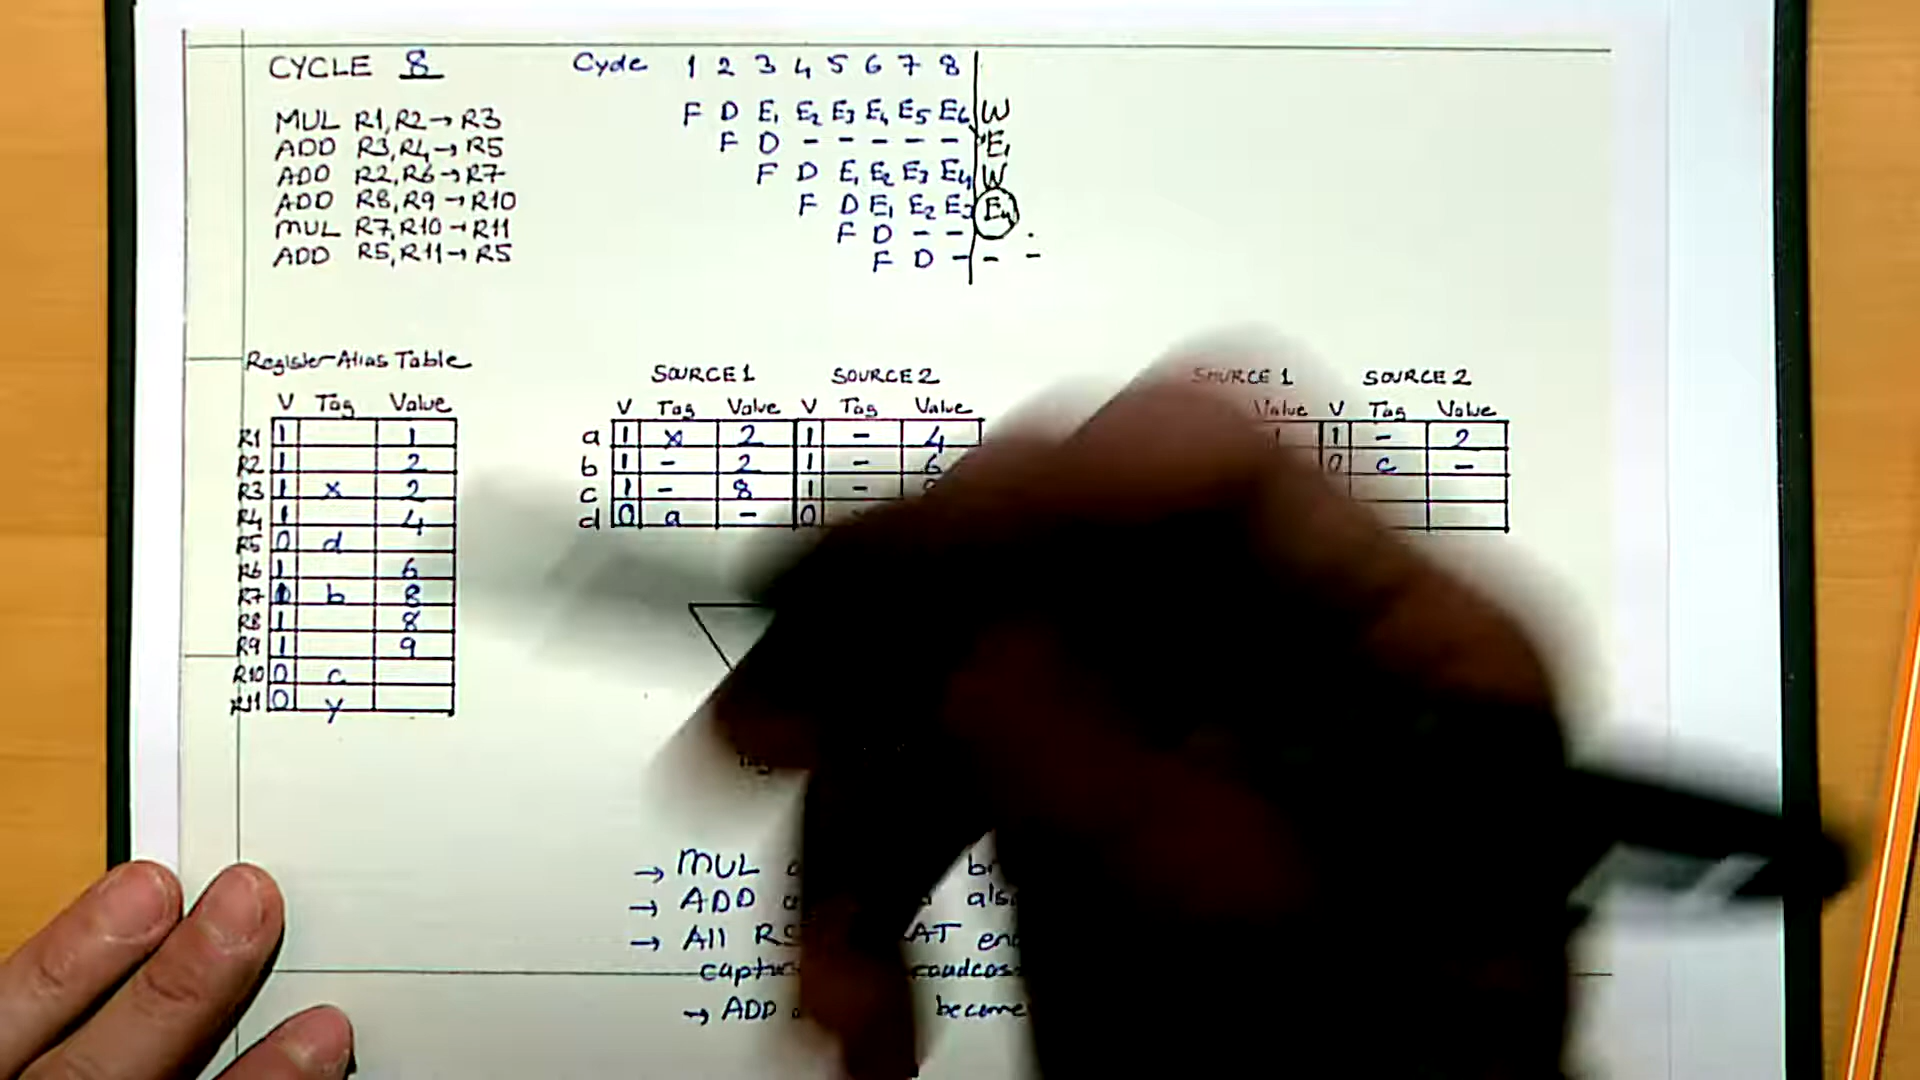 CYCLE 8
Cycle 1 2 3 4 5 6 7 8
MUL R1,R2→R3 F D E1 E2 E3 E4 E5 E6 W
ADD R3,R4→R5 F D - - - - - E1
ADD R2,R6→R7 F D E1 E2 E3 E4 W
ADD R8,R9→R10 F D E1 E2 E3 E4
MUL R7,R10→R11 F D - - .
ADD R5,R11→R5 F D - - -
Register Alias Table
V Tag Value
R1 1 1
R2 1 2
R3 1 x 2
R4 1 4
R5 0 d
R6 1 6
R7 b 8
R8 1 8
R9 1 9
R10 0 c
R11 0 y
SOURCE 1 SOURCE 2
V Tag Value V Tag Value
a 1 x 2 1 - 4
b 1 - 2 1 - 6
c 1 - 8 1 -
d 0 a - 0
SOURCE 1 SOURCE 2
Value V Tag Value
1 1 - 2
0 c -
→ MUL
→ ADD
→ All
→ ADD become